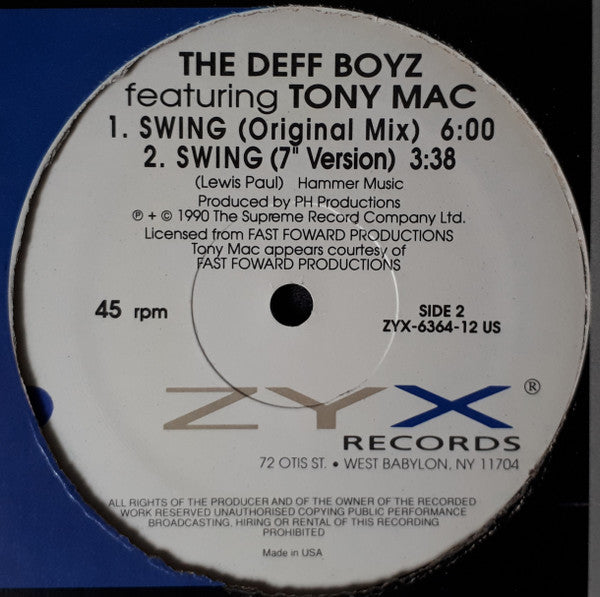 THE DEFF BOYZ
featuring TONY MAC
1. SWING (Original Mix) 6:00
2. SWING (7" Version) 3:38
(Lewis Paul) Hammer Music
Produced by PH Productions
℗ + © 1990 The Supreme Record Company Ltd.
Licensed from FAST FOWARD PRODUCTIONS
Tony Mac appears courtesy of
FAST FOWARD PRODUCTIONS
45 rpm
SIDE 2
ZYX-6364-12 US
ZYX ®
RECORDS
72 OTIS ST. • WEST BABYLON, NY 11704
ALL RIGHTS OF THE PRODUCER AND OF THE OWNER OF THE RECORDED
WORK RESERVED UNAUTHORISED COPYING PUBLIC PERFORMANCE
BROADCASTING, HIRING OR RENTAL OF THIS RECORDING
PROHIBITED
Made in USA